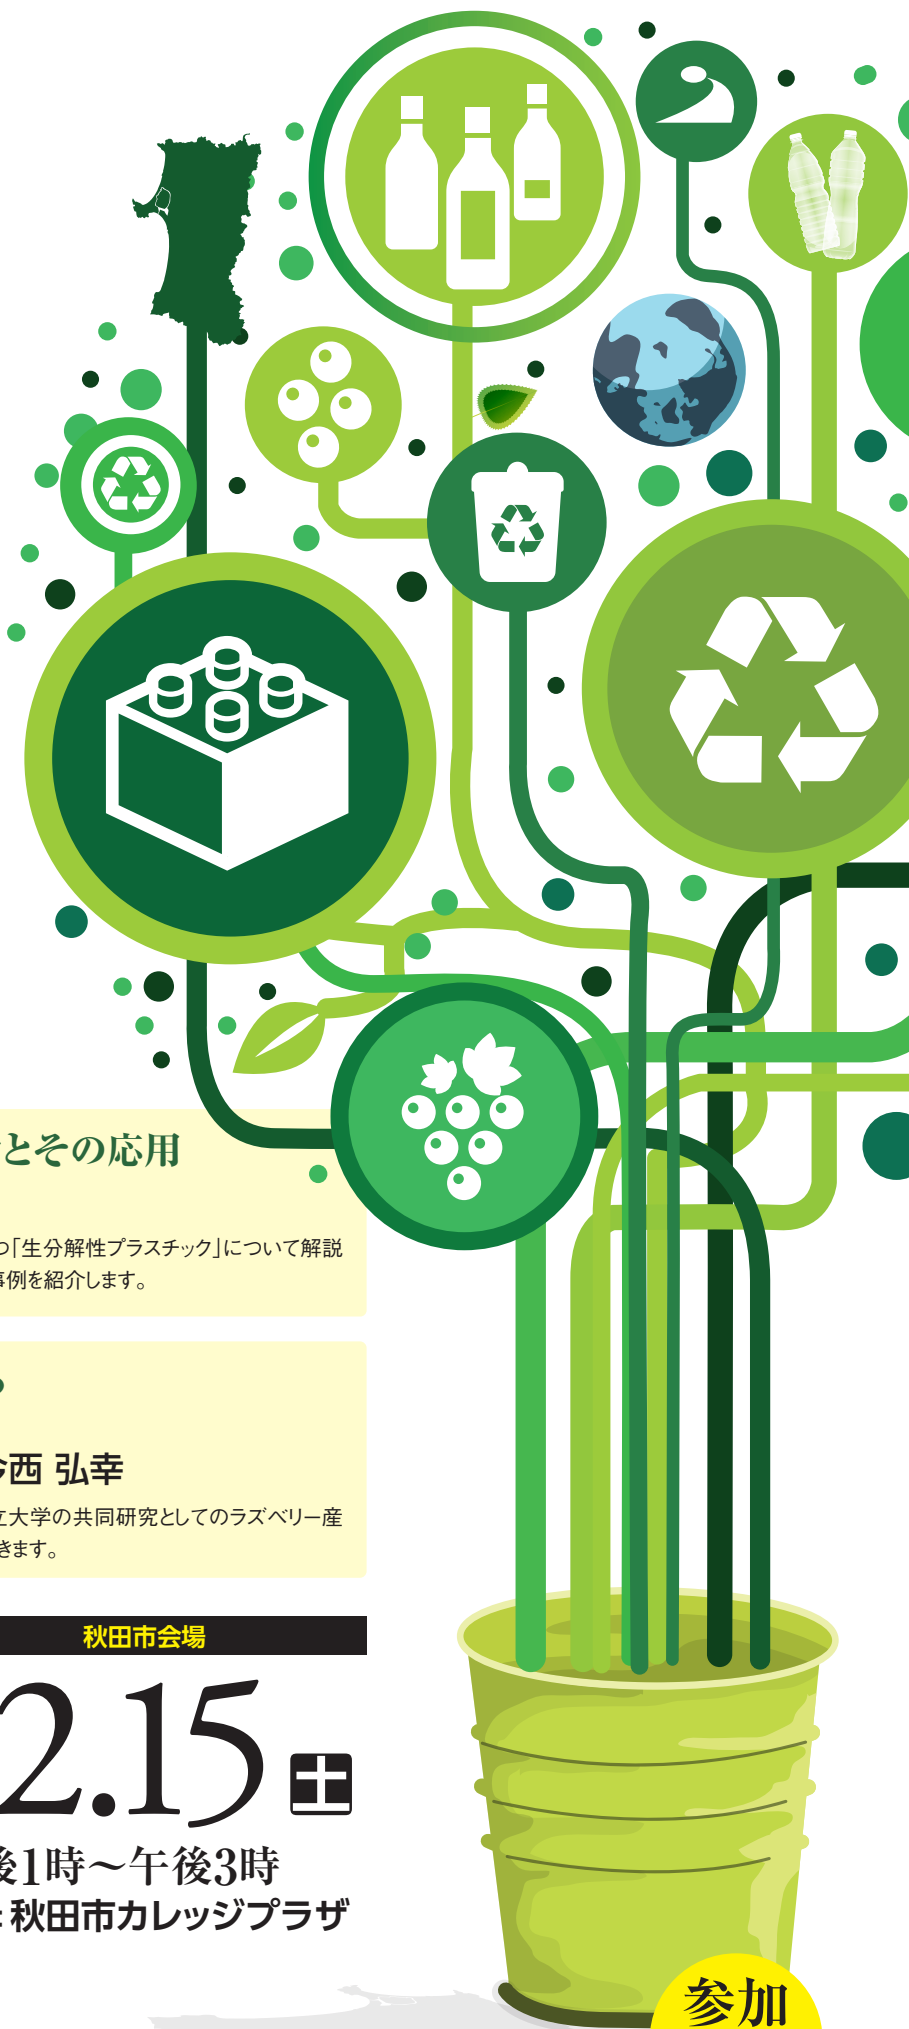 とその応用
つ「生分解性プラスチック」について解説
事例を紹介します。
今西 弘幸
立大学の共同研究としてのラズベリー産
きます。
秋田市会場
2.15 土
後1時～午後3時
：秋田市カレッジプラザ
参加